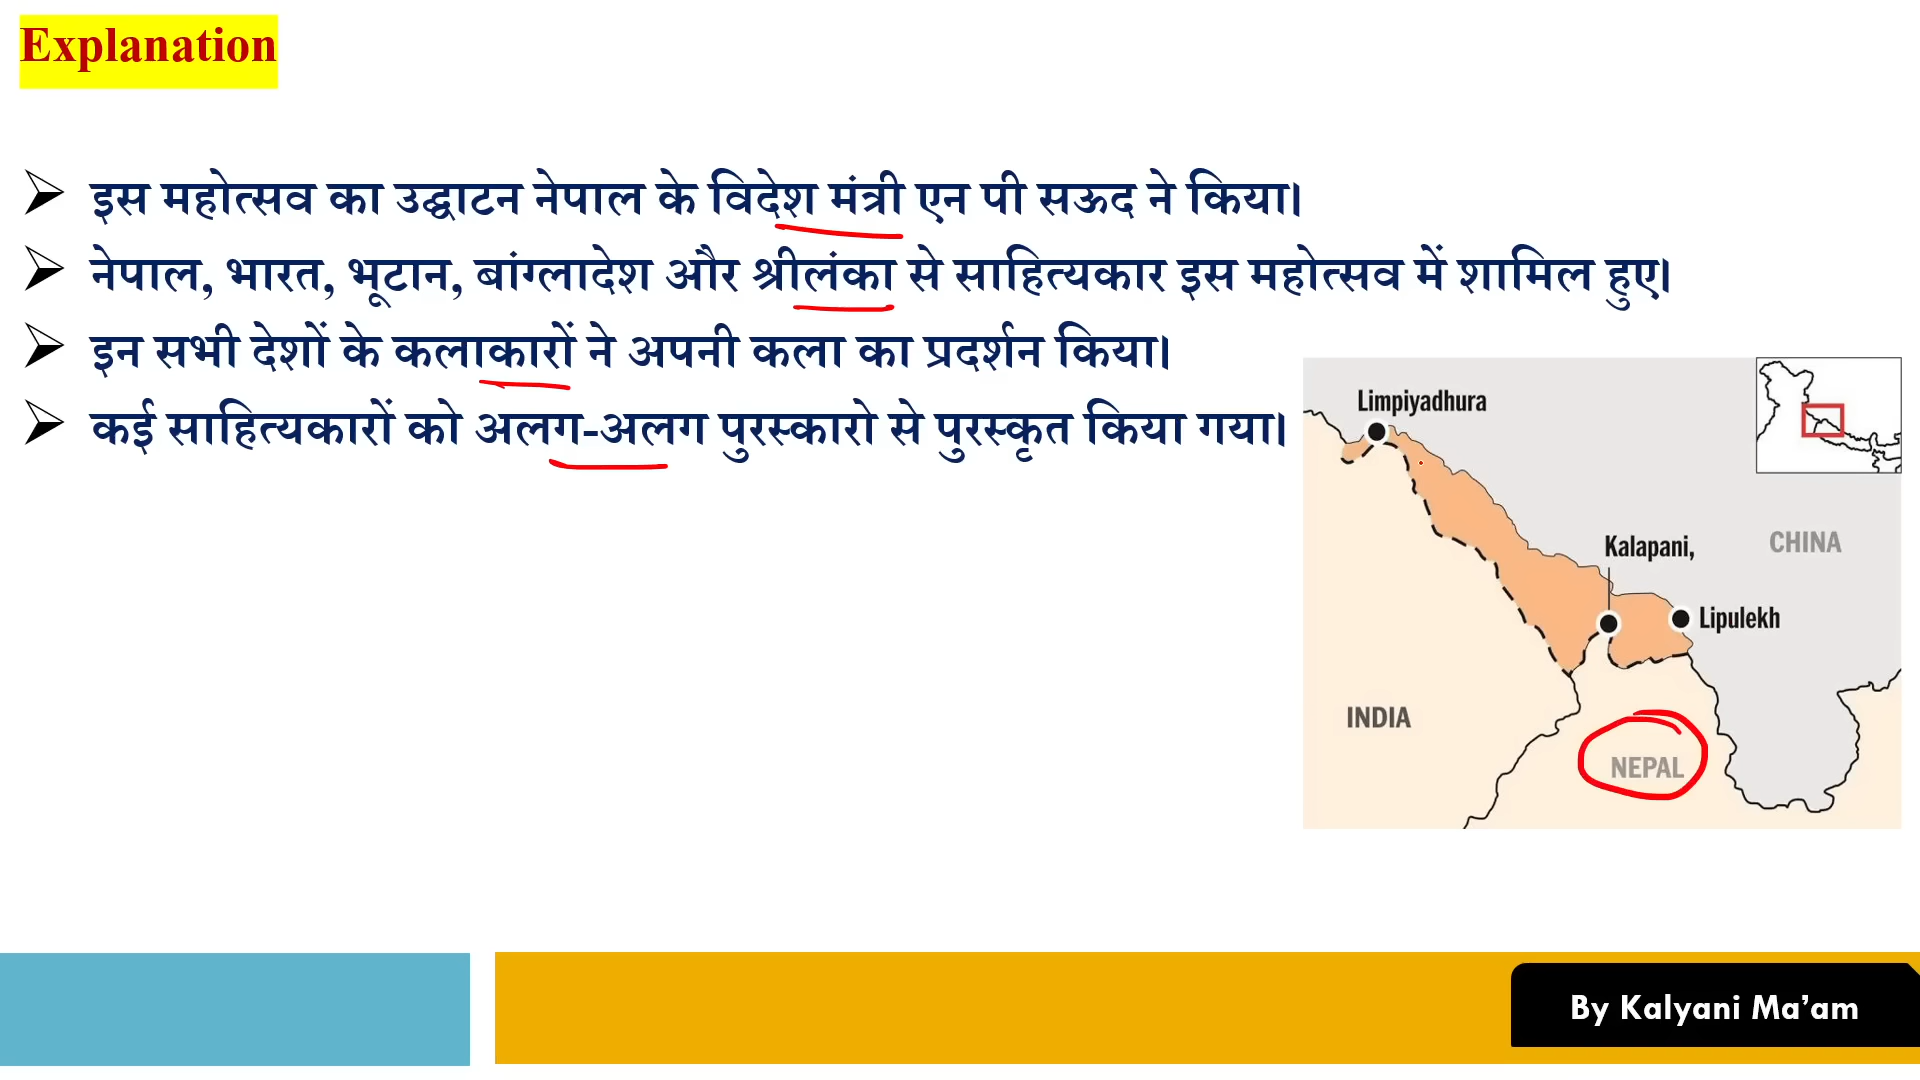 Explanation
इस महोत्सव का उद्घाटन नेपाल के विदेश मंत्री एन पी सऊद ने किया।
नेपाल, भारत, भूटान, बांग्लादेश और श्रीलंका से साहित्यकार इस महोत्सव में शामिल हुए।
इन सभी देशों के कलाकारों ने अपनी कला का प्रदर्शन किया।
कई साहित्यकारों को अलग-अलग पुरस्कारो से पुरस्कृत किया गया।
Limpiyadhura
CHINA
Kalapani,
Lipulekh
INDIA
NEPAL
By Kalyani Ma’am